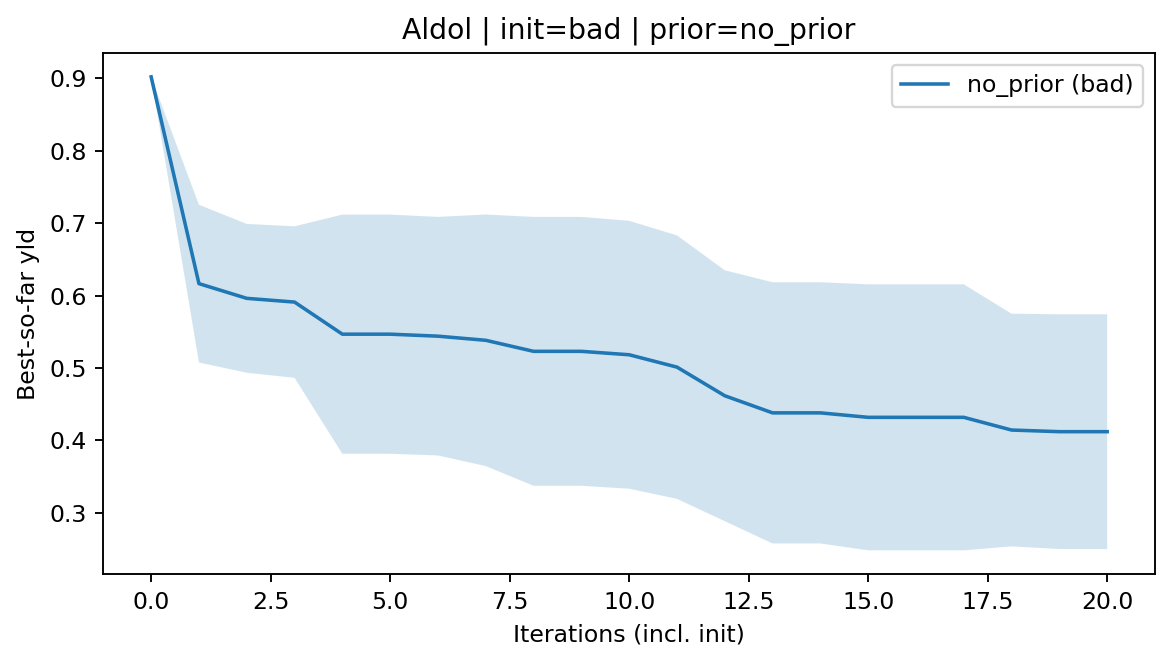 Aldol | init=bad | prior=no_prior
no_prior (bad)
Best-so-far yld
0.9
0.8
0.7
0.6
0.5
0.4
0.3
0.0 2.5 5.0 7.5 10.0 12.5 15.0 17.5 20.0
Iterations (incl. init)